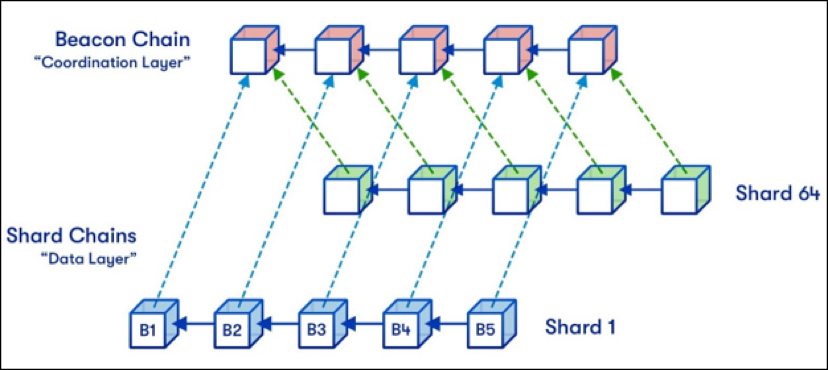 Beacon Chain
“Coordination Layer”
Shard 64
Shard Chains
“Data Layer”
B1 B2 B3 B4 B5 Shard 1